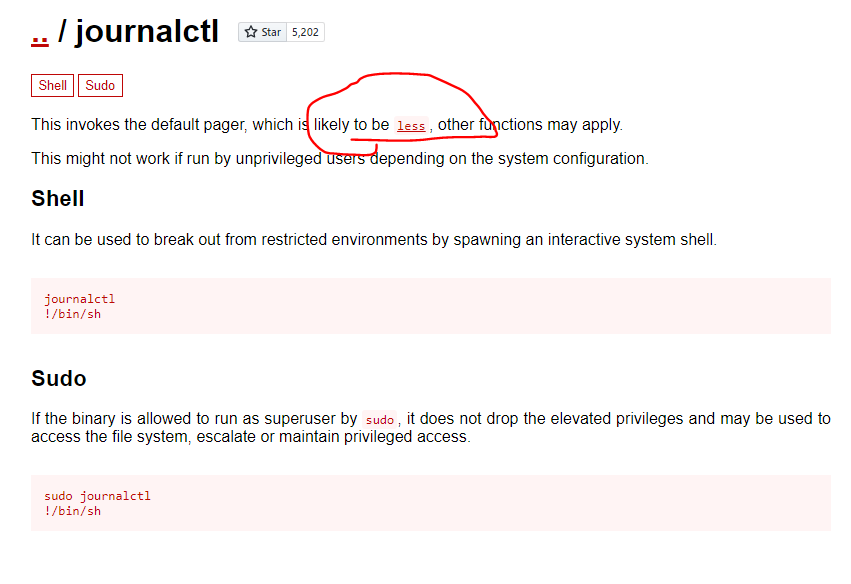 .. / journalctl Star 5,202
Shell Sudo
This invokes the default pager, which is likely to be less, other functions may apply.
This might not work if run by unprivileged users depending on the system configuration.
Shell
It can be used to break out from restricted environments by spawning an interactive system shell.
journalctl
!/bin/sh
Sudo
If the binary is allowed to run as superuser by sudo, it does not drop the elevated privileges and may be used to
access the file system, escalate or maintain privileged access.
sudo journalctl
!/bin/sh